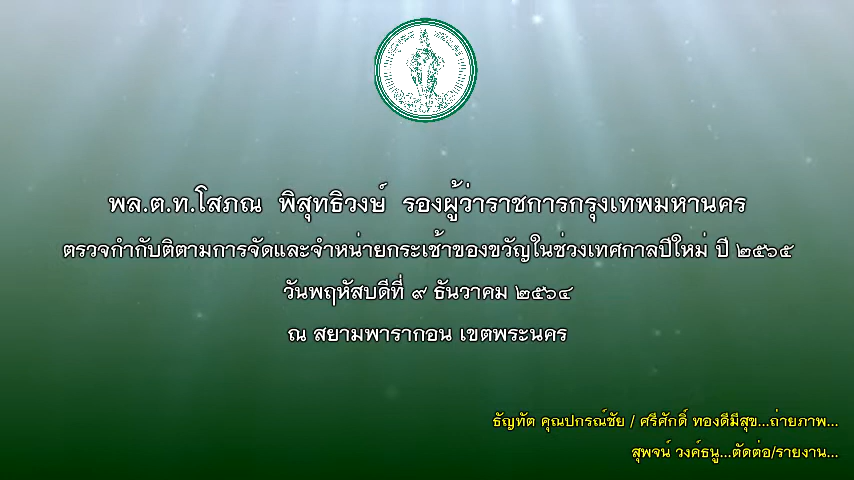 พล.ต.ท.โสภณ พิสุทธิวงษ์ รองผู้ว่าราชการกรุงเทพมหานคร
ตรวจกำกับติตามการจัดและจำหน่ายกระเช้าของขวัญในช่วงเทศกาลปีใหม่ ปี ๒๕๖๕
วันพฤหัสบดีที่ ๙ ธันวาคม ๒๕๖๔
ณ สยามพารากอน เขตพระนคร
ธัญทัต คุณปกรณ์ชัย / ศรีศักดิ์ ทองดีมีสุข...ถ่ายภาพ...
สุพจน์ วงค์ธนู...ตัดต่อ/รายงาน...